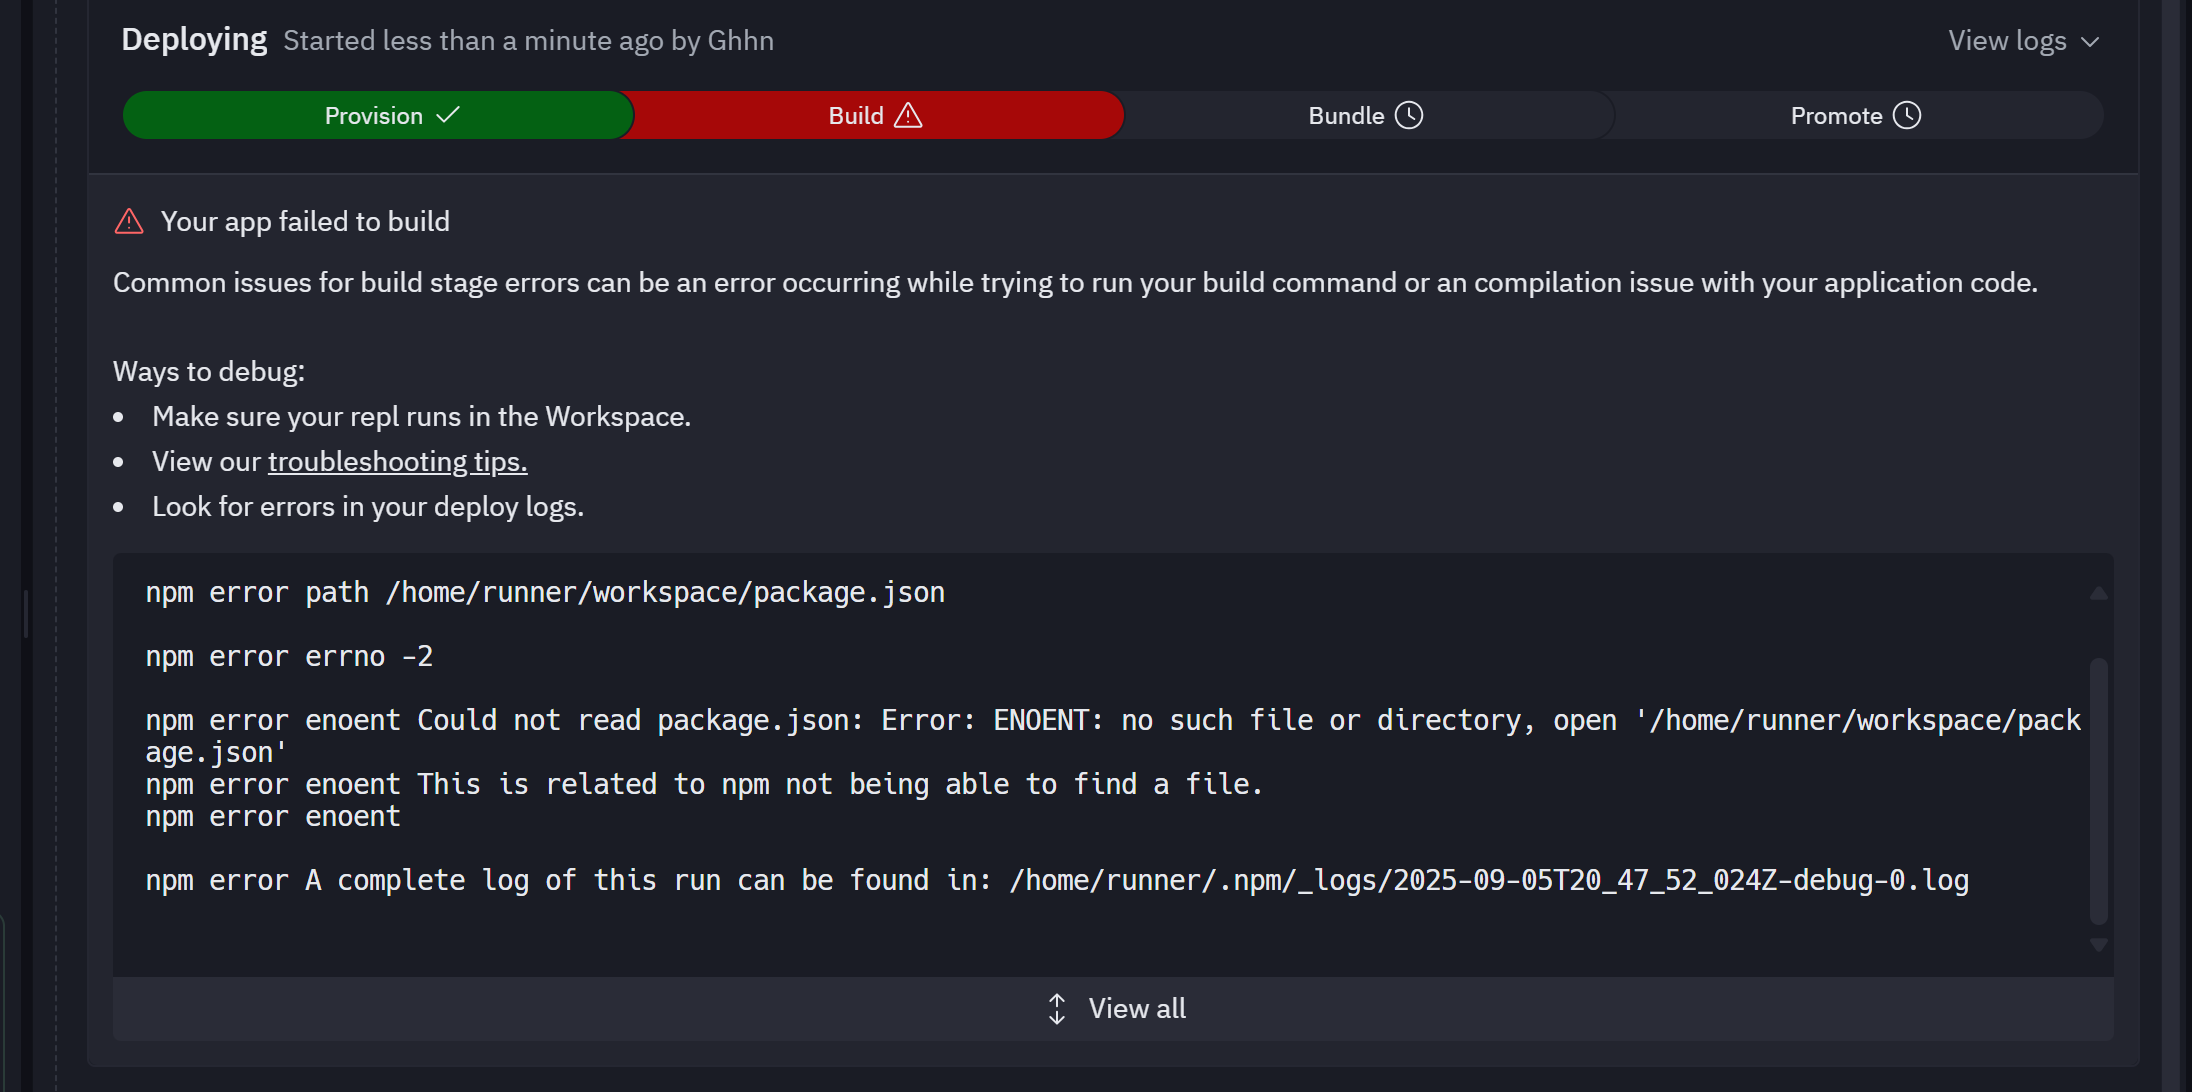 Deploying Started less than a minute ago by Ghhn
View logs
Provision
Build
Bundle
Promote
Your app failed to build
Common issues for build stage errors can be an error occurring while trying to run your build command or an compilation issue with your application code.
Ways to debug:
• Make sure your repl runs in the Workspace.
• View our troubleshooting tips.
• Look for errors in your deploy logs.
npm error path /home/runner/workspace/package.json
npm error errno -2
npm error enoent Could not read package.json: Error: ENOENT: no such file or directory, open '/home/runner/workspace/pack
age.json'
npm error enoent This is related to npm not being able to find a file.
npm error enoent
npm error A complete log of this run can be found in: /home/runner/.npm/_logs/2025-09-05T20_47_52_024Z-debug-0.log
View all